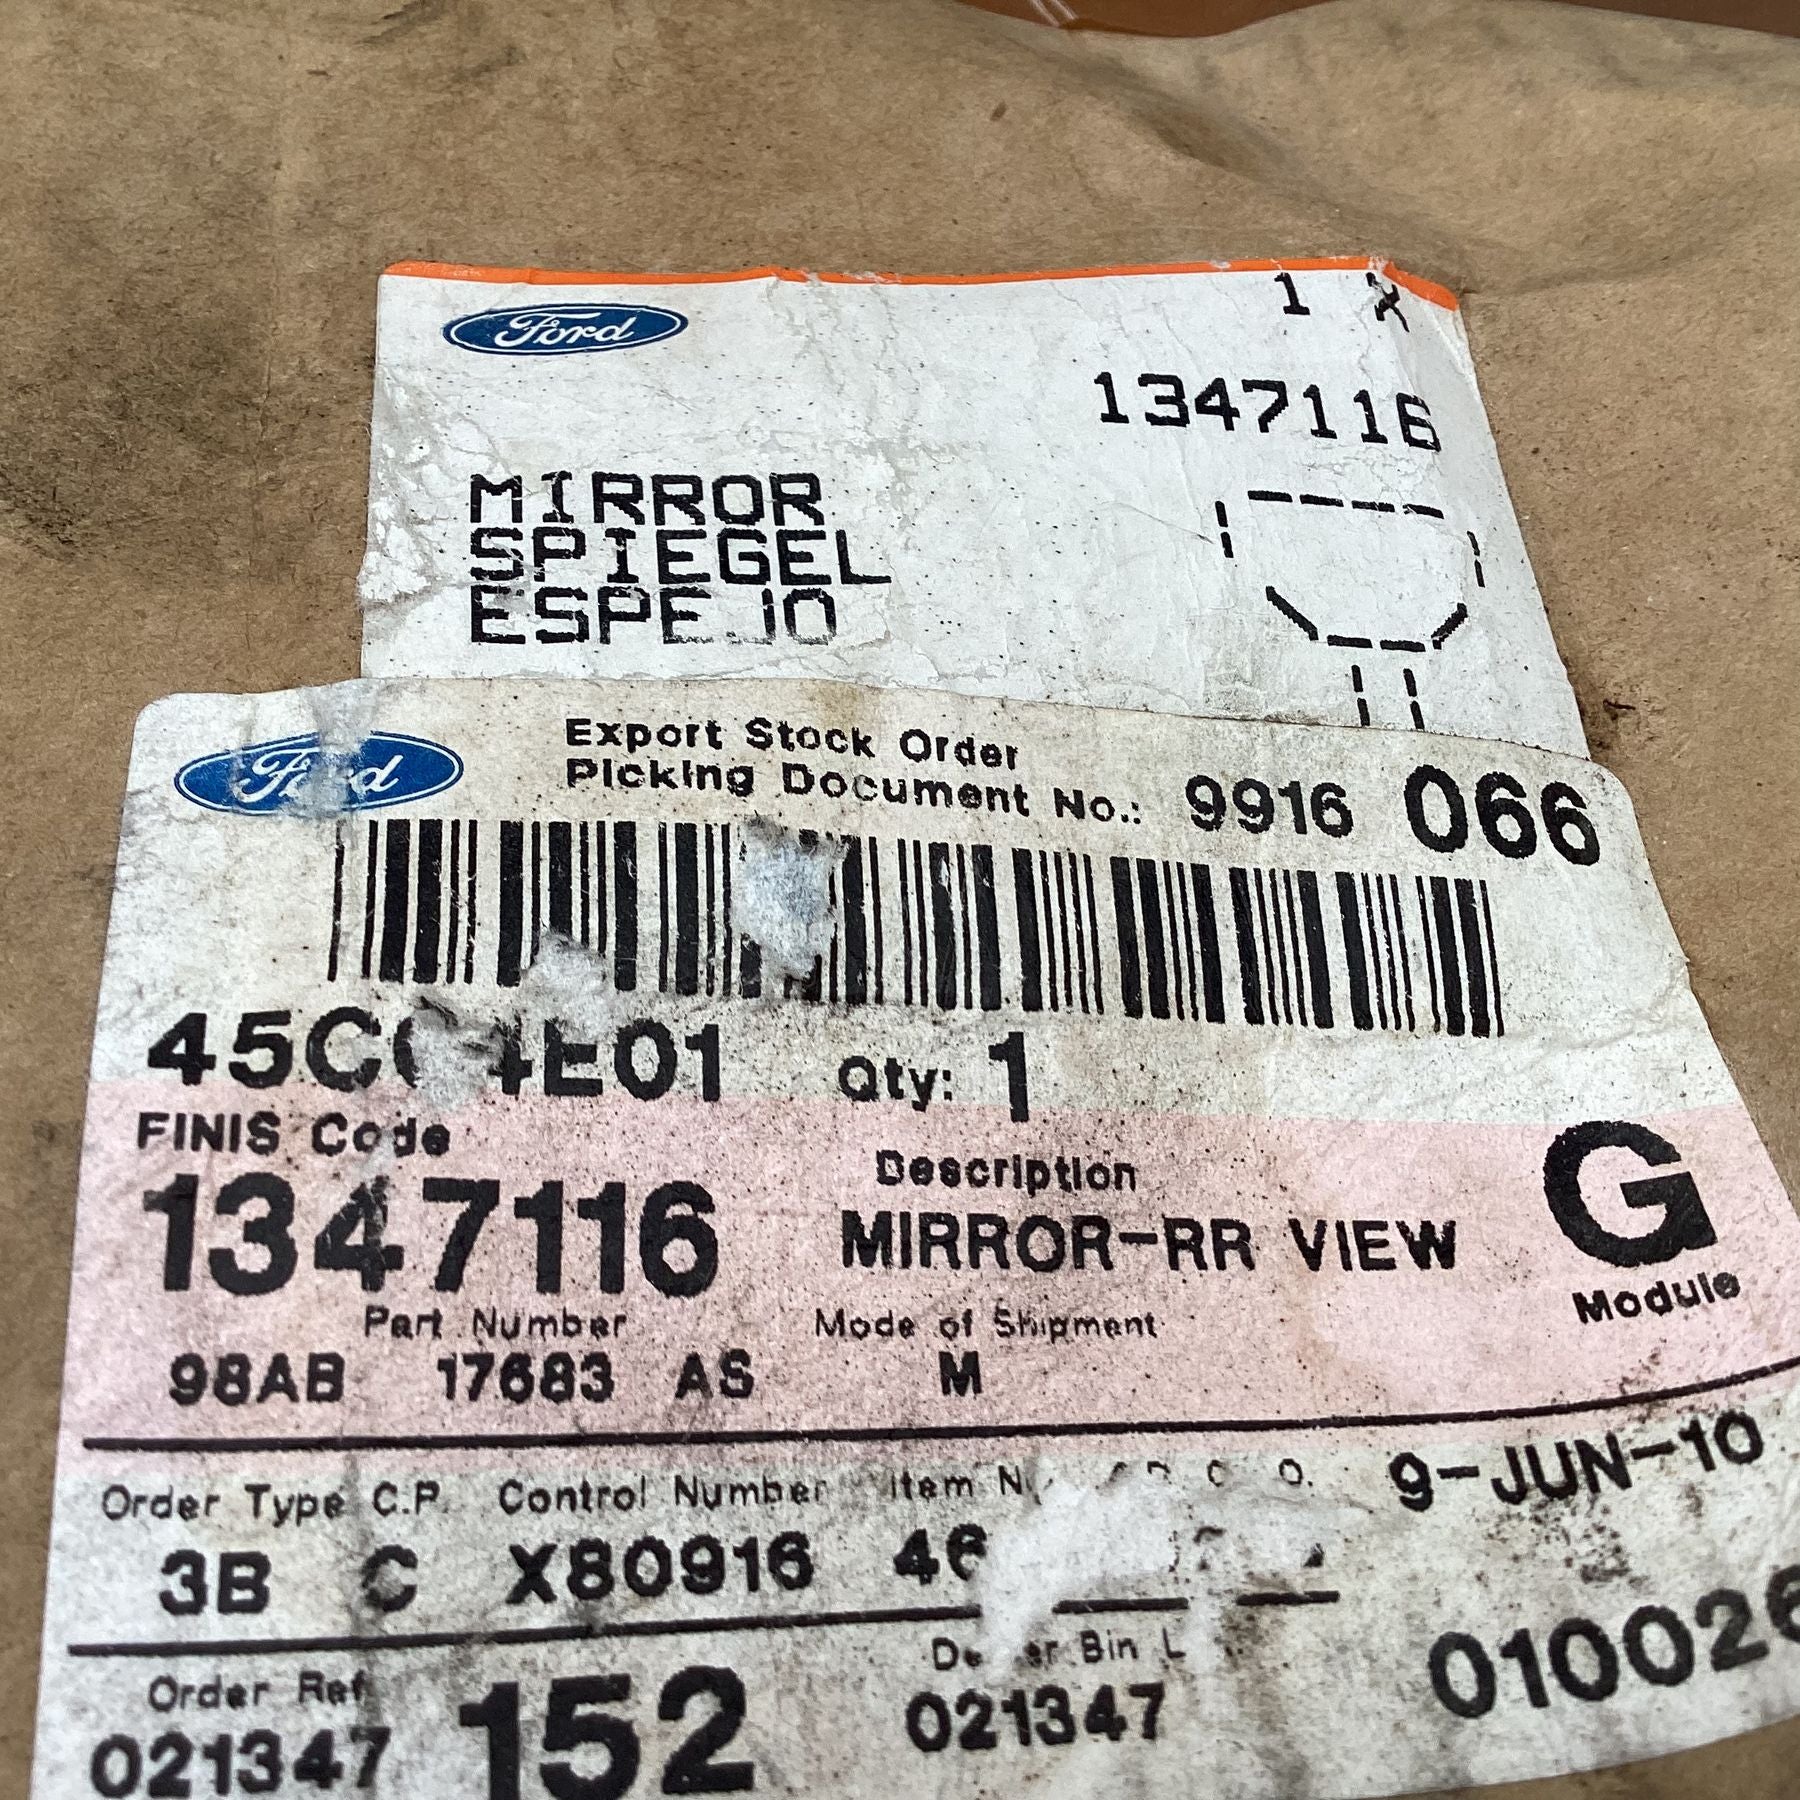 Ford
1 X
1347116
MIRROR
SPIEGEL
ESPEJO
Ford
Export Stock Order
Picking Document No.: 9916 066
Qty: 1
FINIS Code
1347116
Description
MIRROR-RR VIEW
G
Module
Part Number
98AB 17683 AS
Mode of Shipment
M
Order Type C.P. Control Number Item
9-JUN-10
3B C X80916
Order Ref
021347
152
Dealer Bin
021347